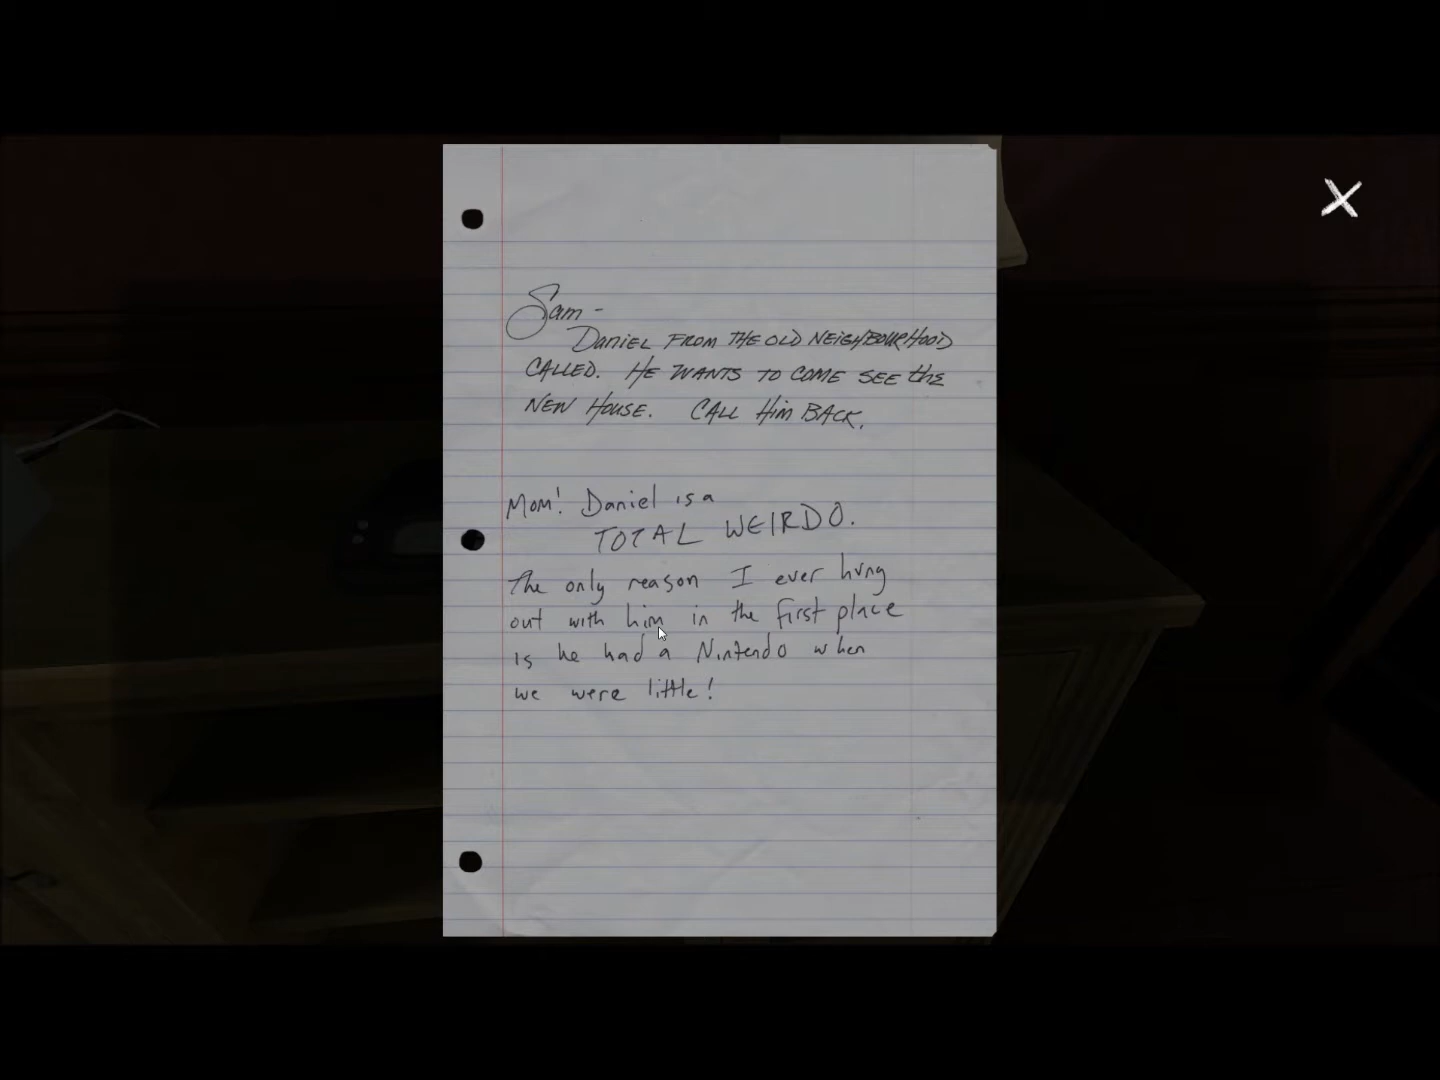 Sam -
DANIEL FROM THE OLD NEIGHBOURHOOD
CALLED. HE WANTS TO COME SEE the
NEW HOUSE. CALL HIM BACK.
Mom! Daniel is a
TOTAL WEIRDO.
The only reason I ever hung
out with him in the first place
is he had a Nintendo when
we were little!